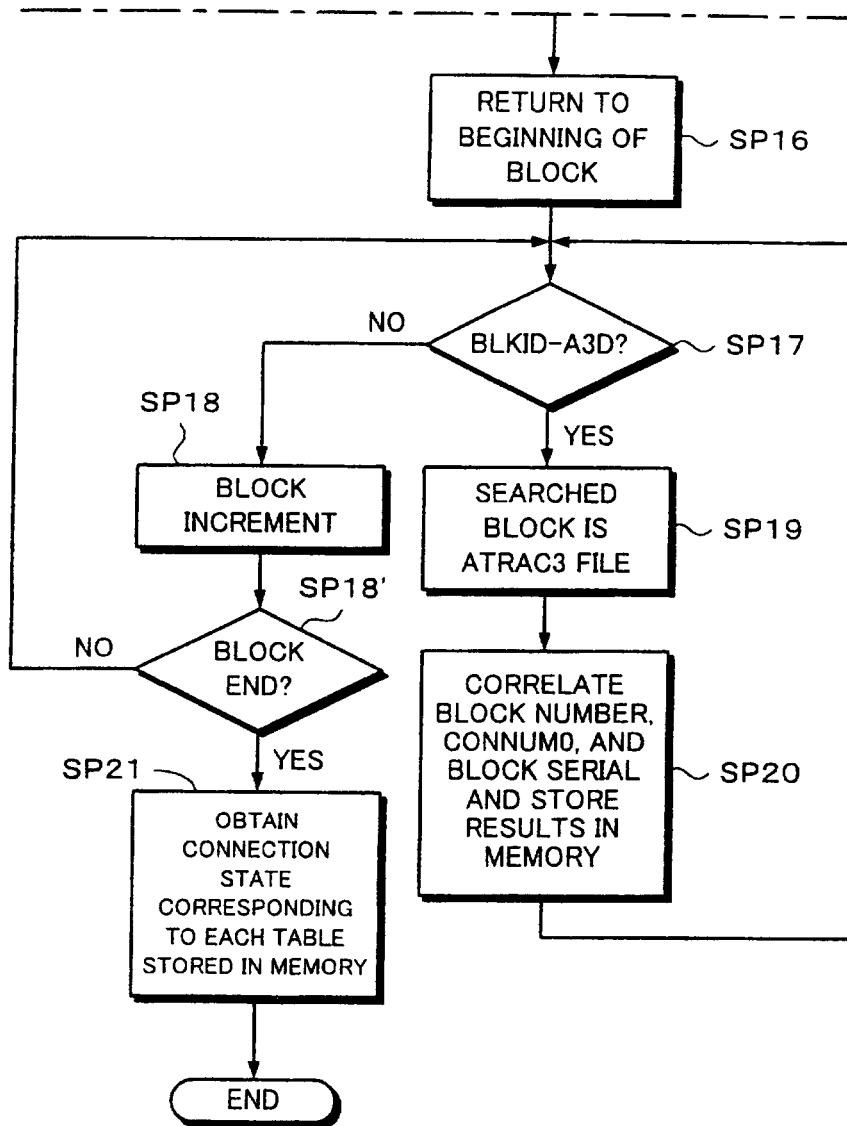 RETURN TO
BEGINNING OF
BLOCK
SP16
NO
BLKID-A3D?
SP17
YES
SP18
BLOCK
INCREMENT
SEARCHED
BLOCK IS
ATRAC3 FILE
SP19
SP18'
NO
BLOCK
END?
YES
CORRELATE
BLOCK NUMBER,
CONNUM0, AND
BLOCK SERIAL
AND STORE
RESULTS IN
MEMORY
SP20
SP21
OBTAIN
CONNECTION
STATE
CORRESPONDING
TO EACH TABLE
STORED IN MEMORY
END